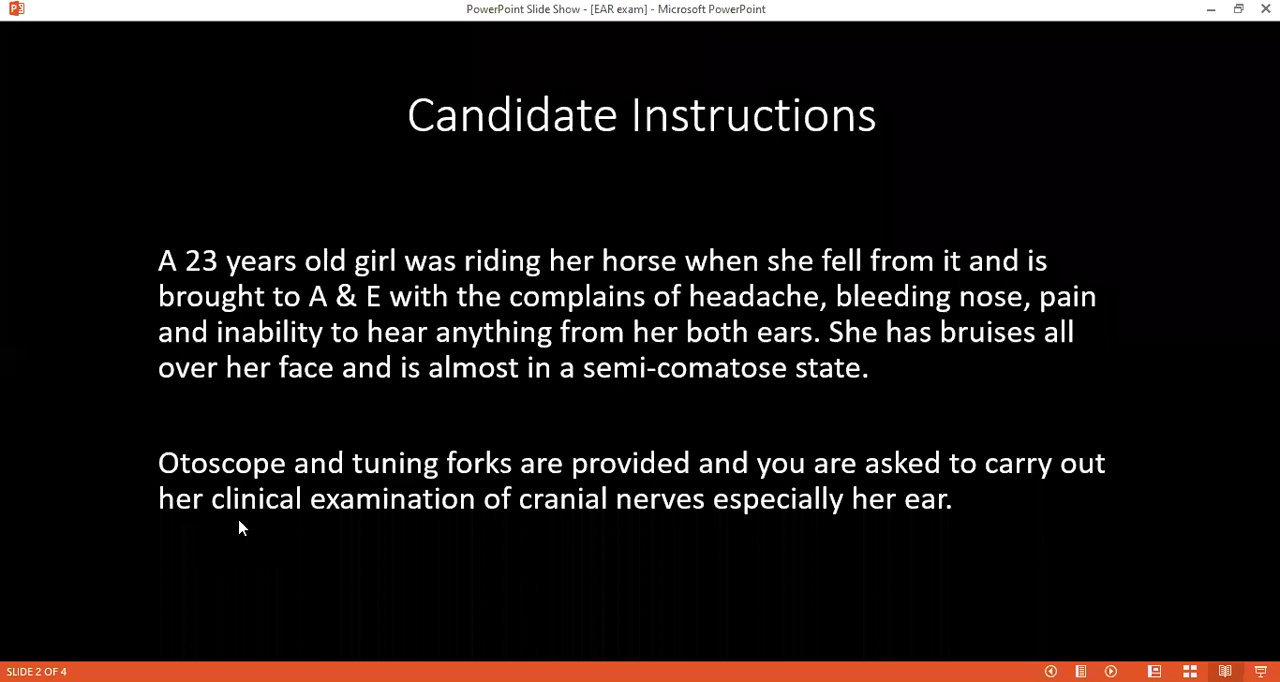 PowerPoint Slide Show - [EAR exam] - Microsoft PowerPoint
Candidate Instructions
A 23 years old girl was riding her horse when she fell from it and is
brought to A & E with the complains of headache, bleeding nose, pain
and inability to hear anything from her both ears. She has bruises all
over her face and is almost in a semi-comatose state.
Otoscope and tuning forks are provided and you are asked to carry out
her clinical examination of cranial nerves especially her ear.
SLIDE 2 OF 4